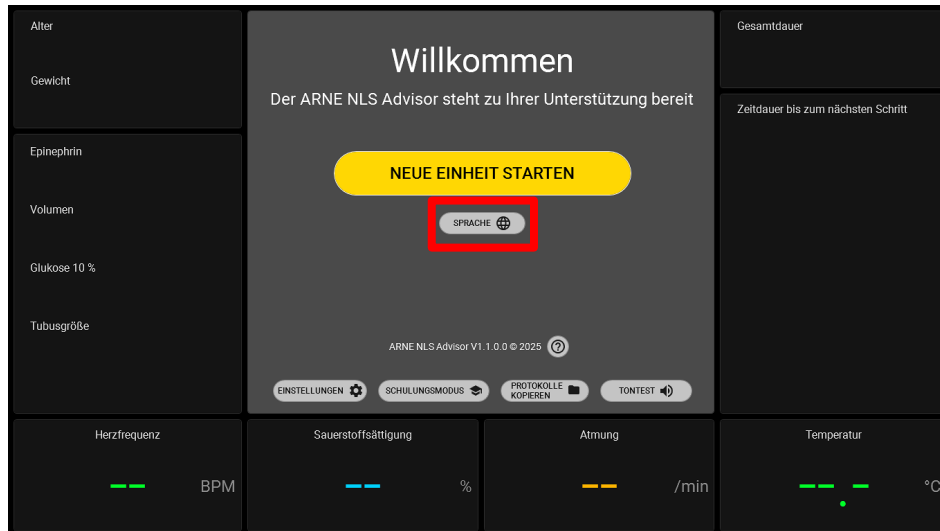 Alter
Gewicht
Epinephrin
Volumen
Glukose 10 %
Tubusgröße
Willkommen
Der ARNE NLS Advisor steht zu Ihrer Unterstützung bereit
NEUE EINHEIT STARTEN
SPRACHE
ARNE NLS Advisor V1.1.0.0 © 2025
EINSTELLUNGEN
SCHULUNGSMODUS
PROTOKOLLE
KOPIEREN
TONTEST
Gesamtdauer
Zeitdauer bis zum nächsten Schritt
Herzfrequenz
-- BPM
Sauerstoffsättigung
-- %
Atmung
-- /min
Temperatur
--.- °C